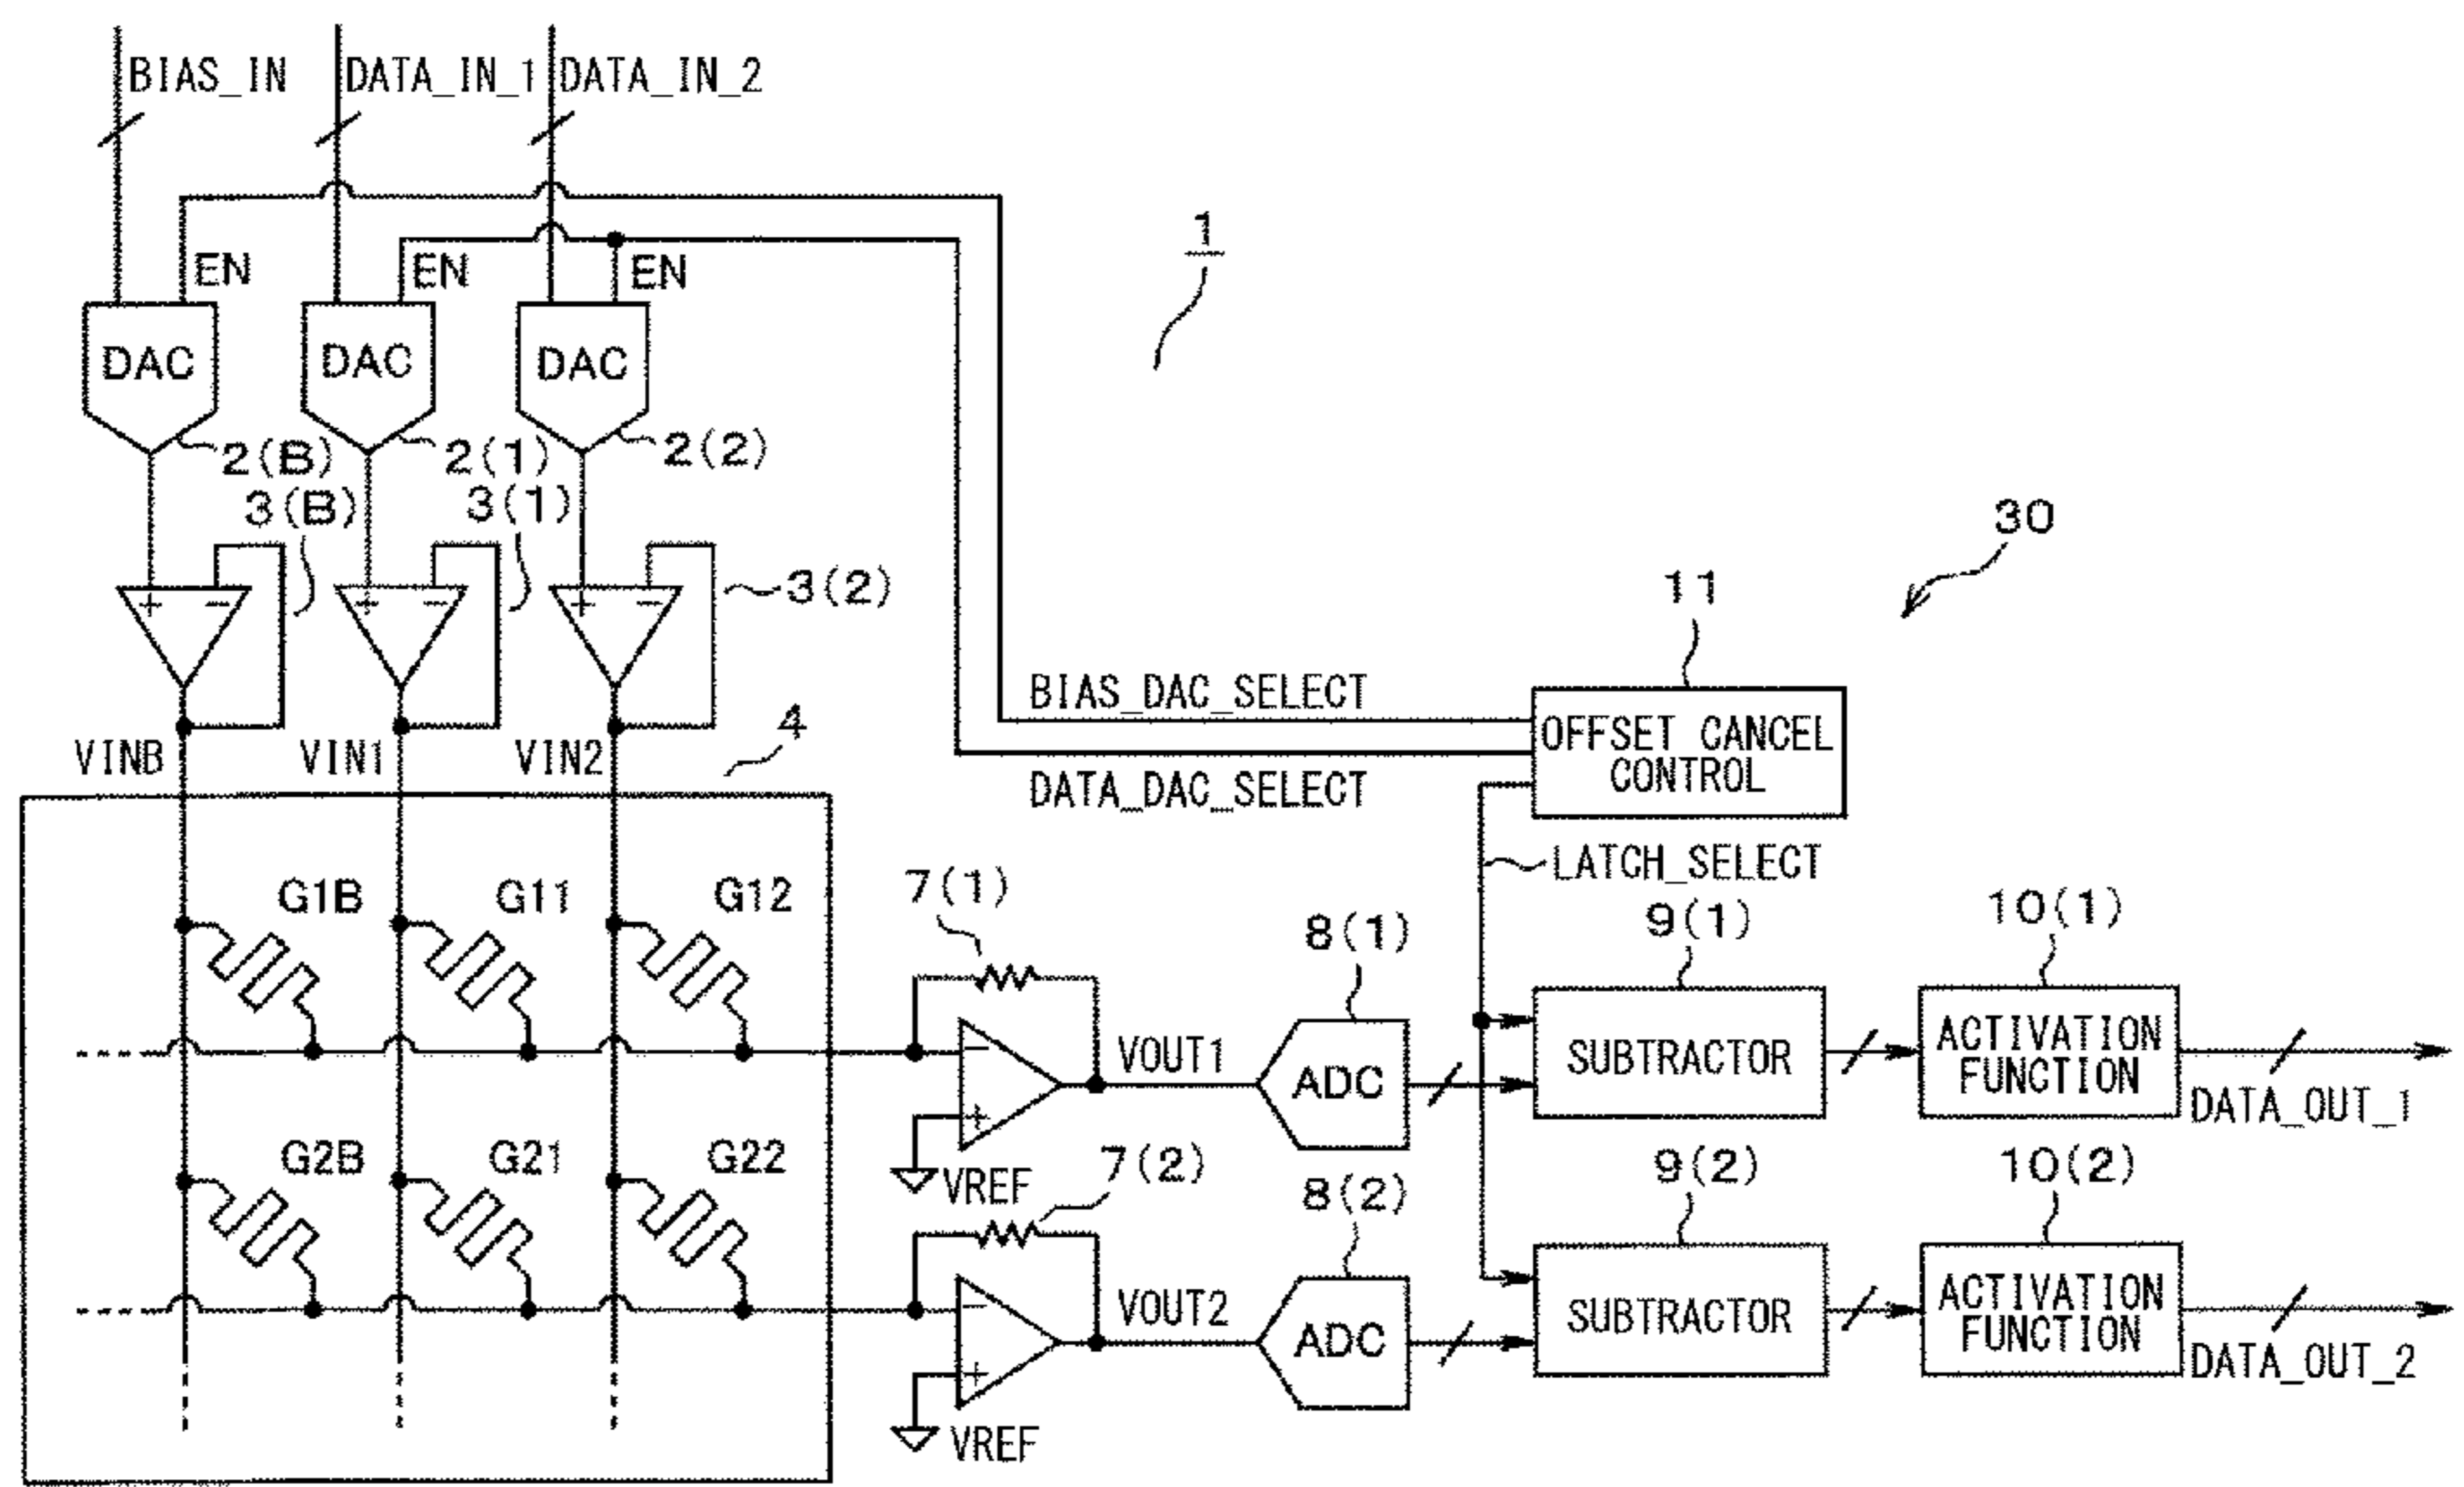 BIAS_IN DATA_IN_1 DATA_IN_2
1
EN EN EN
DAC DAC DAC
2(B) 2(1) 2(2)
3(B) 3(1) 3(2)
+ − + − + −
30
11
BIAS_DAC_SELECT
DATA_DAC_SELECT
OFFSET CANCEL
CONTROL
LATCH_SELECT
VINB VIN1 VIN2
4
G1B G11 G12
7(1)
8(1)
9(1)
10(1)
−
+
VREF
VOUT1
ADC
SUBTRACTOR
ACTIVATION
FUNCTION
DATA_OUT_1
G2B G21 G22
7(2)
8(2)
9(2)
10(2)
−
+
VREF
VOUT2
ADC
SUBTRACTOR
ACTIVATION
FUNCTION
DATA_OUT_2